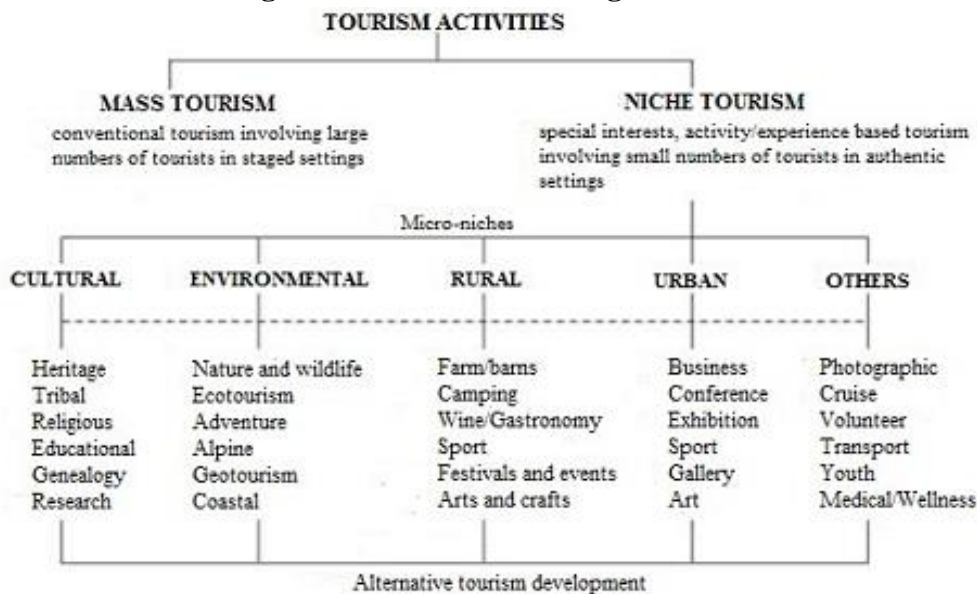 TOURISM ACTIVITIES
MASS TOURISM
conventional tourism involving large
numbers of tourists in staged settings
NICHE TOURISM
special interests, activity/experience based tourism
involving small numbers of tourists in authentic
settings
Micro-niches
CULTURAL
ENVIRONMENTAL
RURAL
URBAN
OTHERS
Heritage
Tribal
Religious
Educational
Genealogy
Research
Nature and wildlife
Ecotourism
Adventure
Alpine
Geotourism
Coastal
Farm/barns
Camping
Wine/Gastronomy
Sport
Festivals and events
Arts and crafts
Business
Conference
Exhibition
Sport
Gallery
Art
Photographic
Cruise
Volunteer
Transport
Youth
Medical/Wellness
Alternative tourism development